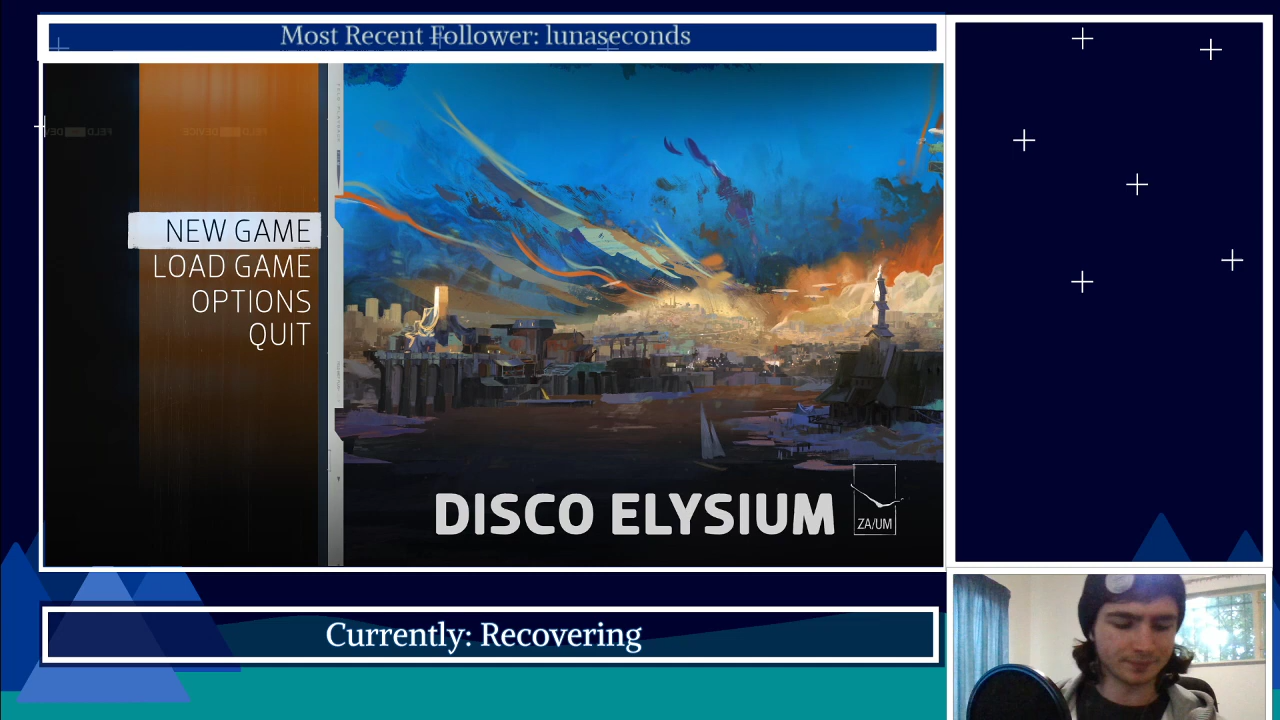 Most Recent Follower: lunaseconds
NEW GAME
LOAD GAME
OPTIONS
QUIT
DISCO ELYSIUM
ZA/UM
Currently: Recovering